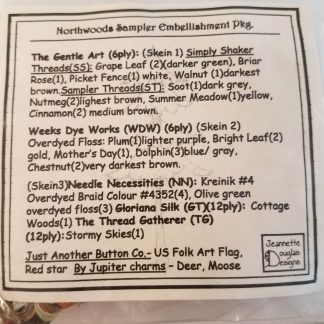 Northwoods Sampler Embellishment Pkg.
The Gentle Art (6ply): (Skein 1) Simply Shaker
Threads(SS): Grape Leaf (2)(darker green), Briar
Rose(1), Picket Fence(1) white, Walnut (1)darkest
brown.Sampler Threads(ST): Soot(1)dark grey,
Nutmeg(2)lighest brown, Summer Meadow(1)yellow,
Cinnamon(2) medium brown.
Weeks Dye Works (WDW) (6ply) (Skein 2)
Overdyed Floss: Plum(1)lighter purple, Bright Leaf(2)
gold, Mother's Day(1), Dolphin(3)blue/ gray,
Chestnut(2)very darkest brown.
(Skein3)Needle Necessities (NN): Kreinik #4
Overdyed Braid Colour #4352(4), Olive green
overdyed floss(3) Gloriana Silk (GT)(12ply): Cottage
Woods(1) The Thread Gatherer (TG)
(12ply):Stormy Skies(1)
Just Another Button Co.- US Folk Art Flag,
Red star By Jupiter charms - Deer, Moose
Jeannette
Douglas
Designs